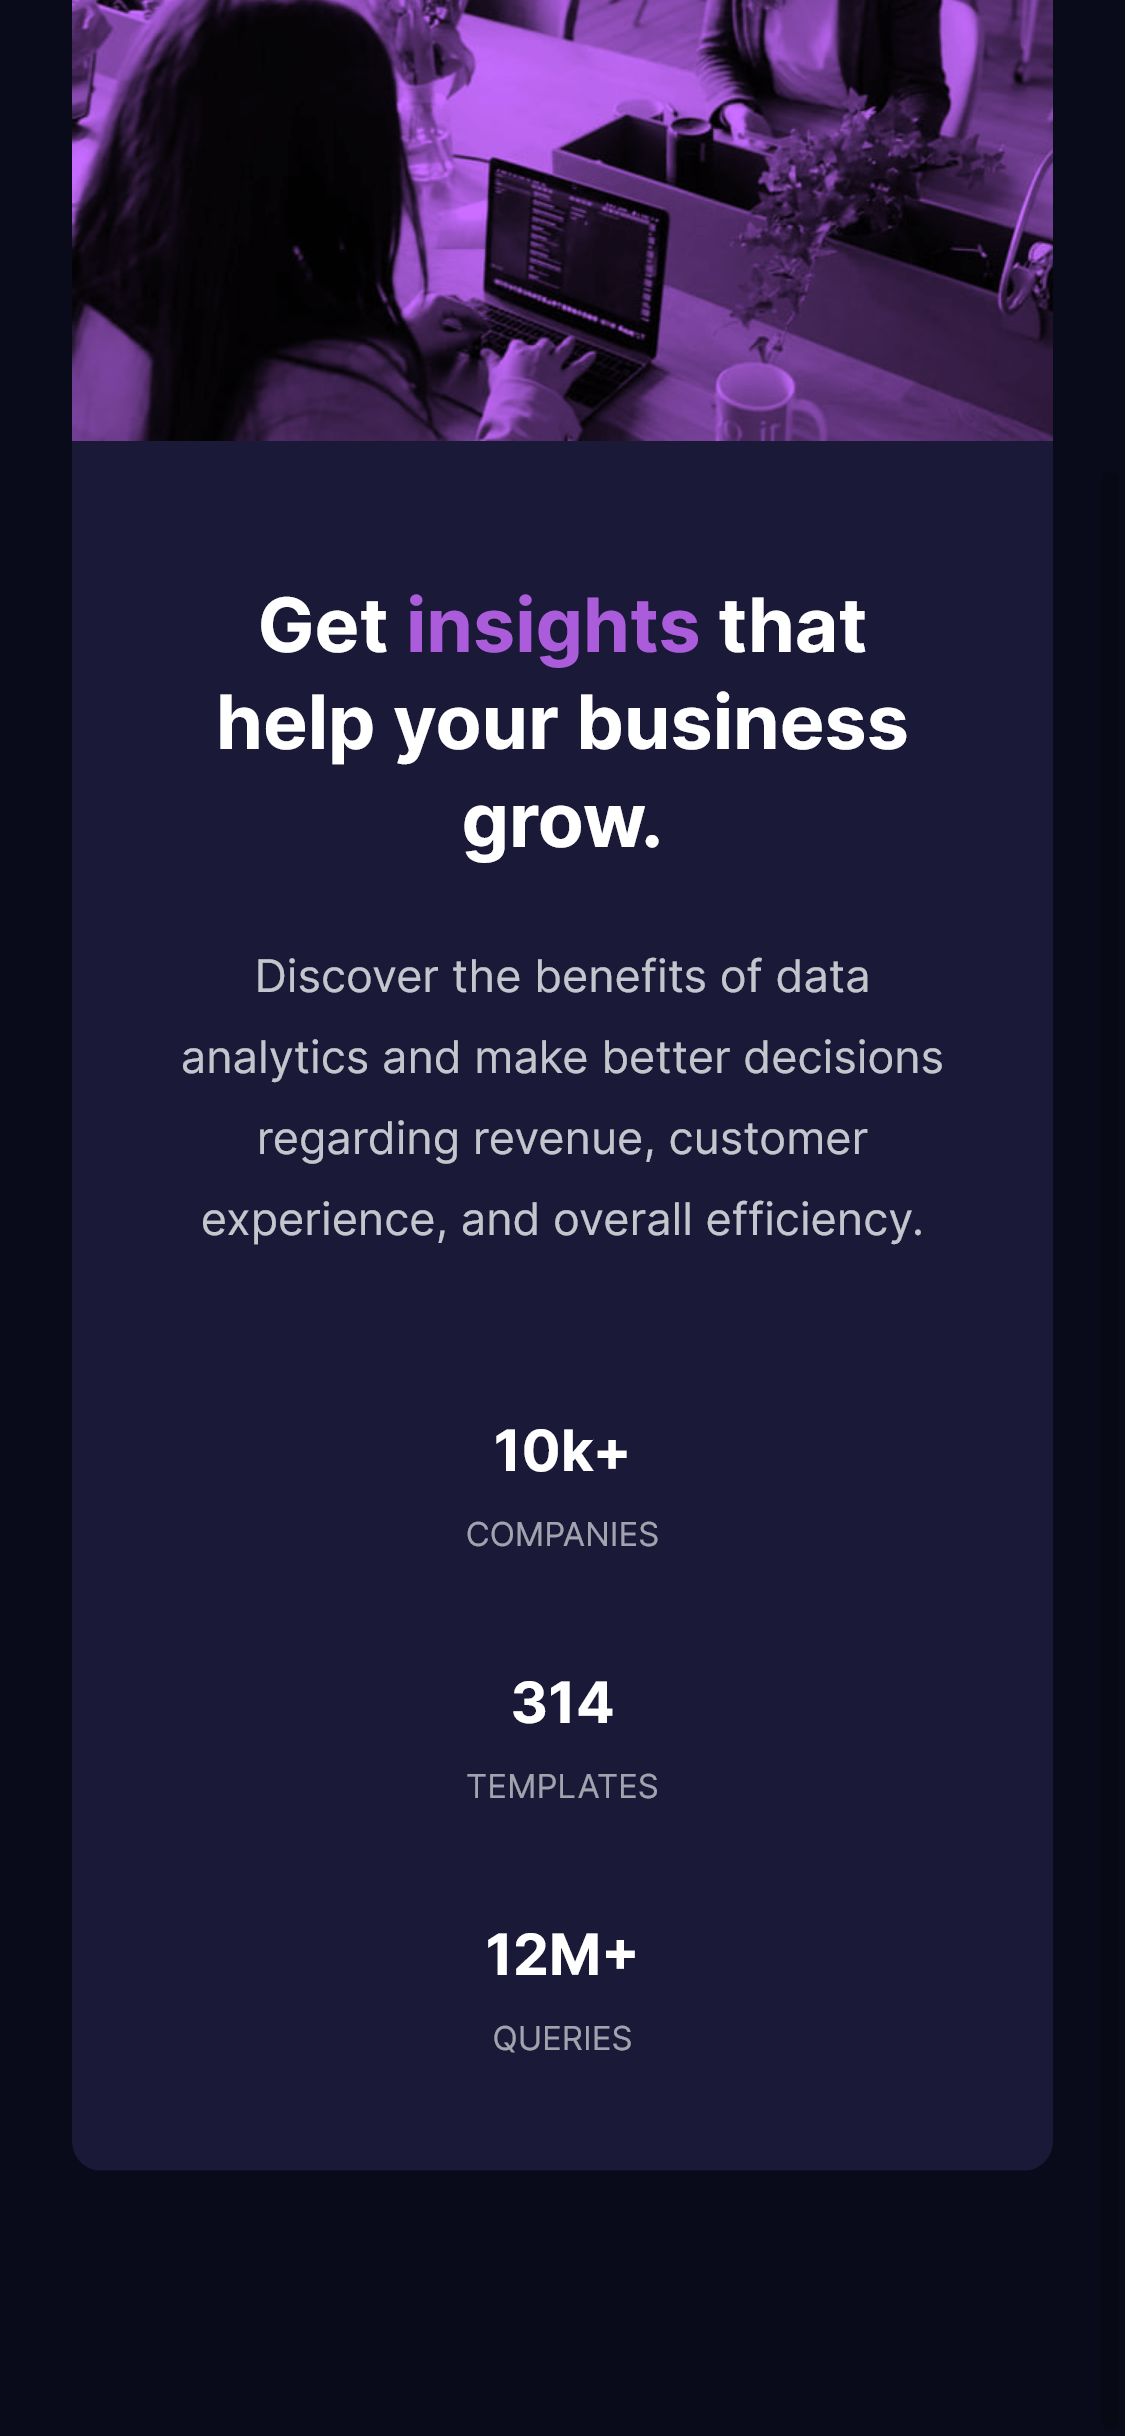 Get insights that
help your business
grow.
Discover the benefits of data
analytics and make better decisions
regarding revenue, customer
experience, and overall efficiency.
10k+
COMPANIES
314
TEMPLATES
12M+
QUERIES